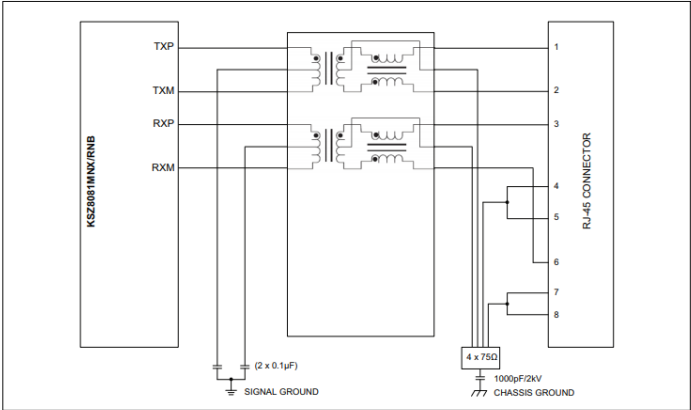 TXP
TXM
RXP
RXM
KSZ8081MNX/RNB
1
2
3
4
5
6
7
8
RJ-45 CONNECTOR
(2 x 0.1µF)
SIGNAL GROUND
4 x 75Ω
1000pF/2kV
CHASSIS GROUND